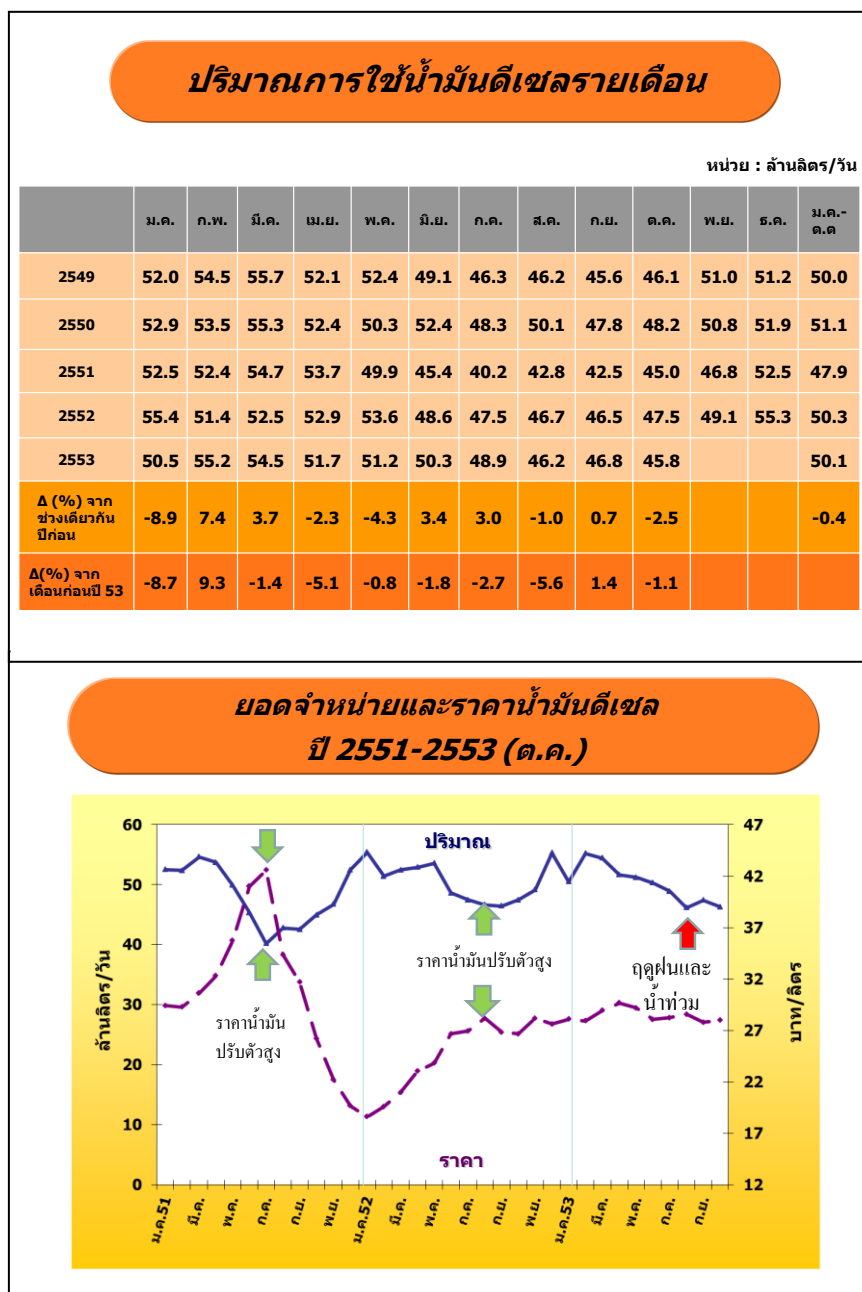 ปริมาณการใช้น้ำมันดีเซลรายเดือน
หน่วย : ล้านลิตร/วัน
ม.ค. ก.พ. มี.ค. เม.ย. พ.ค. มิ.ย. ก.ค. ส.ค. ก.ย. ต.ค. พ.ย. ธ.ค. ม.ค.-
ต.ต
2549 52.0 54.5 55.7 52.1 52.4 49.1 46.3 46.2 45.6 46.1 51.0 51.2 50.0
2550 52.9 53.5 55.3 52.4 50.3 52.4 48.3 50.1 47.8 48.2 50.8 51.9 51.1
2551 52.5 52.4 54.7 53.7 49.9 45.4 40.2 42.8 42.5 45.0 46.8 52.5 47.9
2552 55.4 51.4 52.5 52.9 53.6 48.6 47.5 46.7 46.5 47.5 49.1 55.3 50.3
2553 50.5 55.2 54.5 51.7 51.2 50.3 48.9 46.2 46.8 45.8 50.1
Δ (%) จาก
ช่วงเดียวกัน
ปีก่อน
-8.9 7.4 3.7 -2.3 -4.3 3.4 3.0 -1.0 0.7 -2.5 -0.4
Δ(%) จาก
เดือนก่อนปี 53
-8.7 9.3 -1.4 -5.1 -0.8 -1.8 -2.7 -5.6 1.4 -1.1
ยอดจำหน่ายและราคาน้ำมันดีเซล
ปี 2551-2553 (ต.ค.)
60
50
40
30
20
10
0
ล้านลิตร/วัน
47
42
37
32
27
22
17
12
บาท/ลิตร
ปริมาณ
ราคาน้ำมัน
ปรับตัวสูง
ราคาน้ำมันปรับตัวสูง
ฤดูฝนและ
น้ำท่วม
ราคา
ม.ค.51 มี.ค. พ.ค. ก.ค. ก.ย. พ.ย. ม.ค.52 มี.ค. พ.ค. ก.ค. ก.ย. พ.ย. ม.ค.53 มี.ค. พ.ค. ก.ค. ก.ย.